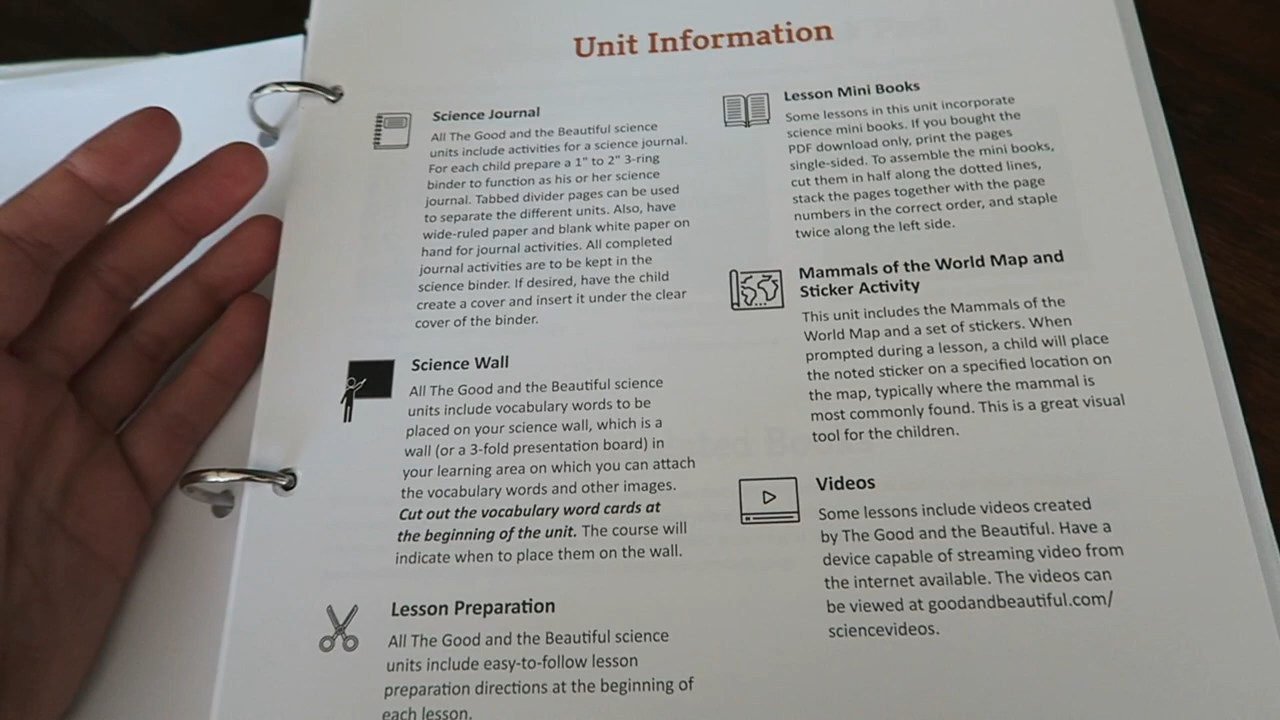 Unit Information
Science Journal
All The Good and the Beautiful science
units include activities for a science journal.
For each child prepare a 1" to 2" 3-ring
binder to function as his or her science
journal. Tabbed divider pages can be used
to separate the different units. Also, have
wide-ruled paper and blank white paper on
hand for journal activities. All completed
journal activities are to be kept in the
science binder. If desired, have the child
create a cover and insert it under the clear
cover of the binder.
Science Wall
All The Good and the Beautiful science
units include vocabulary words to be
placed on your science wall, which is a
wall (or a 3-fold presentation board) in
your learning area on which you can attach
the vocabulary words and other images.
Cut out the vocabulary word cards at
the beginning of the unit. The course will
indicate when to place them on the wall.
Lesson Preparation
All The Good and the Beautiful science
units include easy-to-follow lesson
preparation directions at the beginning of
each lesson.
Lesson Mini Books
Some lessons in this unit incorporate
science mini books. If you bought the
PDF download only, print the pages
single-sided. To assemble the mini books,
cut them in half along the dotted lines,
stack the pages together with the page
numbers in the correct order, and staple
twice along the left side.
Mammals of the World Map and
Sticker Activity
This unit includes the Mammals of the
World Map and a set of stickers. When
prompted during a lesson, a child will place
the noted sticker on a specified location on
the map, typically where the mammal is
most commonly found. This is a great visual
tool for the children.
Videos
Some lessons include videos created
by The Good and the Beautiful. Have a
device capable of streaming video from
the internet available. The videos can
be viewed at goodandbeautiful.com/
sciencevideos.